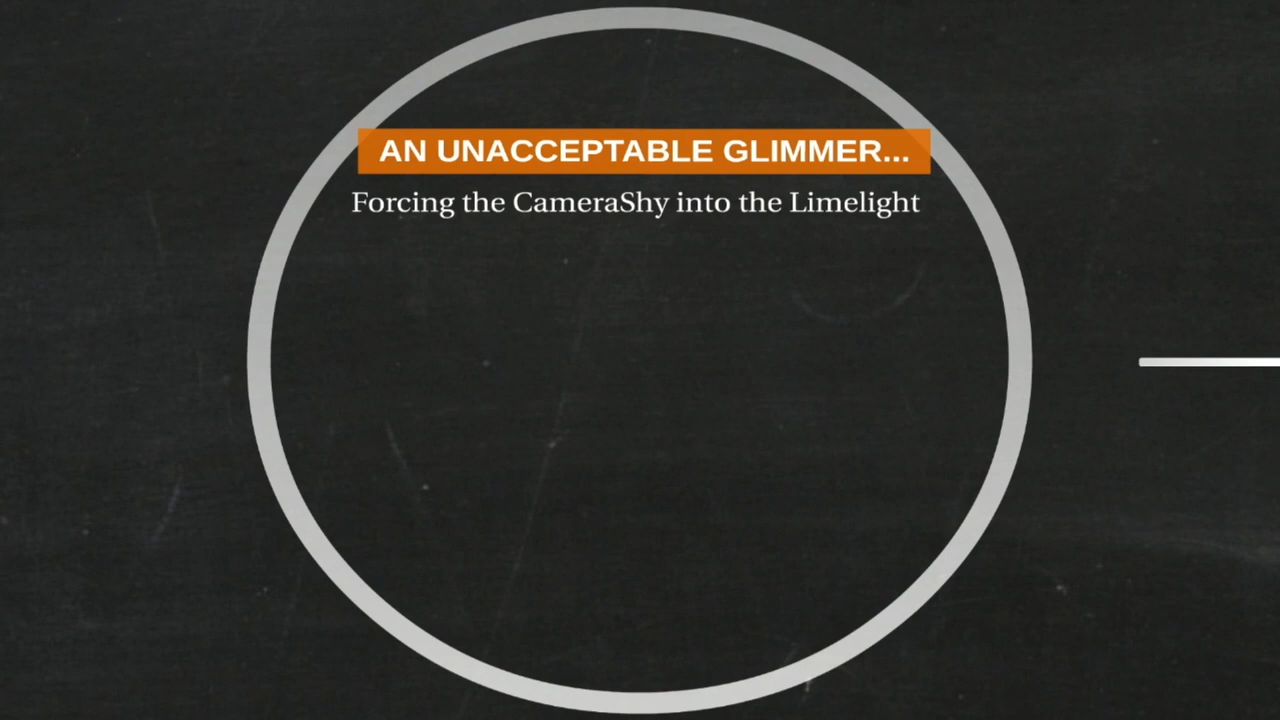 AN UNACCEPTABLE GLIMMER...
Forcing the CameraShy into the Limelight